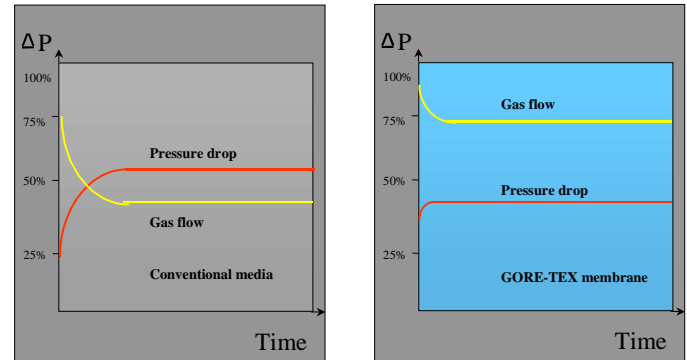 ΔP
100%
75%
Pressure drop
50%
Gas flow
25%
Conventional media
Time
ΔP
100%
Gas flow
75%
50%
Pressure drop
25%
GORE-TEX membrane
Time